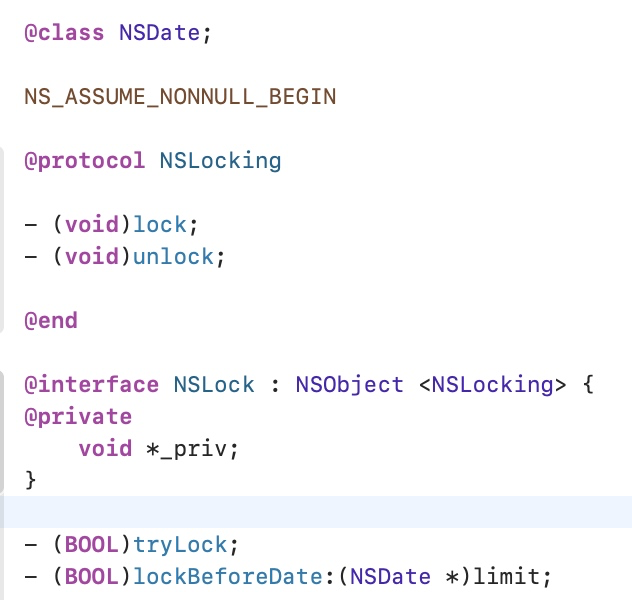 @class NSDate;
NS_ASSUME_NONNULL_BEGIN
@protocol NSLocking
- (void)lock;
- (void)unlock;
@end
@interface NSLock : NSObject <NSLocking> {
@private
    void *_priv;
}
- (BOOL)tryLock;
- (BOOL)lockBeforeDate:(NSDate *)limit;